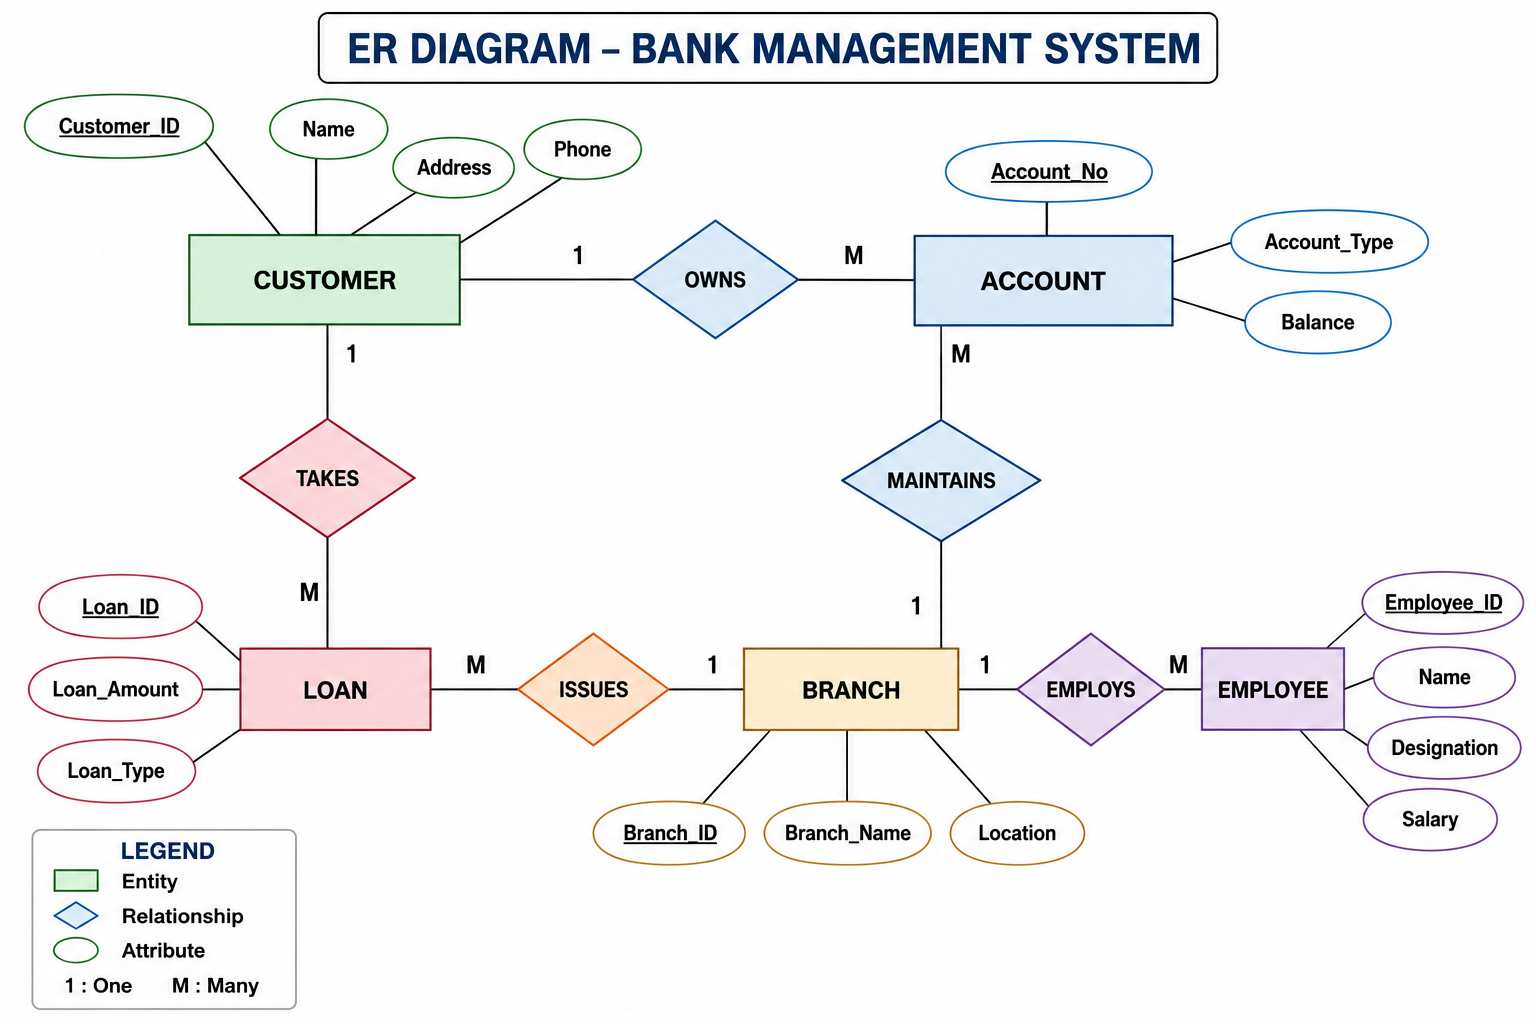 ER DIAGRAM – BANK MANAGEMENT SYSTEM
Customer_ID
Name
Address
Phone
Account_No
Account_Type
Balance
CUSTOMER
1
OWNS
M
ACCOUNT
1
M
TAKES
MAINTAINS
M
1
Loan_ID
Loan_Amount
Loan_Type
LOAN
M
ISSUES
1
BRANCH
1
EMPLOYS
M
EMPLOYEE
Employee_ID
Name
Designation
Salary
Branch_ID
Branch_Name
Location
LEGEND
Entity
Relationship
Attribute
1 : One M : Many